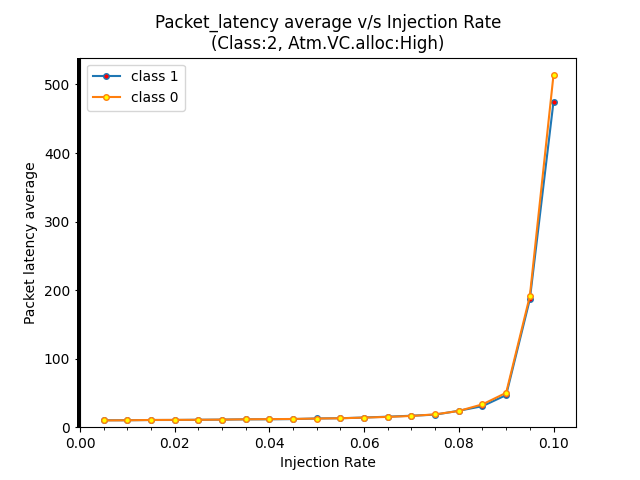 Packet_latency average v/s Injection Rate
(Class:2, Atm.VC.alloc:High)
class 1
class 0
500
400
300
200
100
0
Packet latency average
0.00 0.02 0.04 0.06 0.08 0.10
Injection Rate